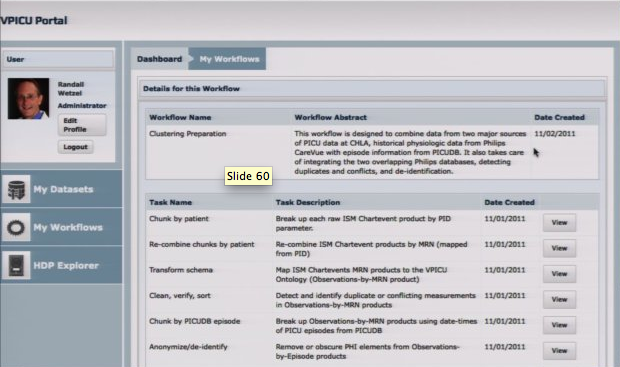 VPICU Portal
User
Randall
Wetzel
Administrator
Edit
Profile
Logout
My Datasets
My Workflows
HDP Explorer
Dashboard
My Workflows
Details for this Workflow
Workflow Name
Workflow Abstract
Date Created
Clustering Preparation
This workflow is designed to combine data from two major sources
of PICU data at CHLA, historical physiologic data from Philips
CareVue with episode information from PICUDB. It also takes care
of integrating the two overlapping Philips databases, detecting
duplicates and conflicts, and de-identification.
11/02/2011
Slide 60
Task Name
Task Description
Date Created
Chunk by patient
Break up each raw ISM Chartevent product by PID
parameter.
11/01/2011
View
Re-combine chunks by patient
Re-combine ISM Chartevent products by MRN (mapped
from PID)
11/01/2011
View
Transform schema
Map ISM Chartevents MRN products to the VPICU
Ontology (Observations-by-MRN product)
11/01/2011
View
Clean, verify, sort
Detect and identify duplicate or conflicting measurements
in Observations-by-MRN products
11/01/2011
View
Chunk by PICUDB episode
Break up Observations-by-MRN products using date-times
of PICU episodes from PICUDB
11/01/2011
View
Anonymize/de-identify
Remove or obscure PHI elements from Observations-
by-Episode products
11/01/2011
View